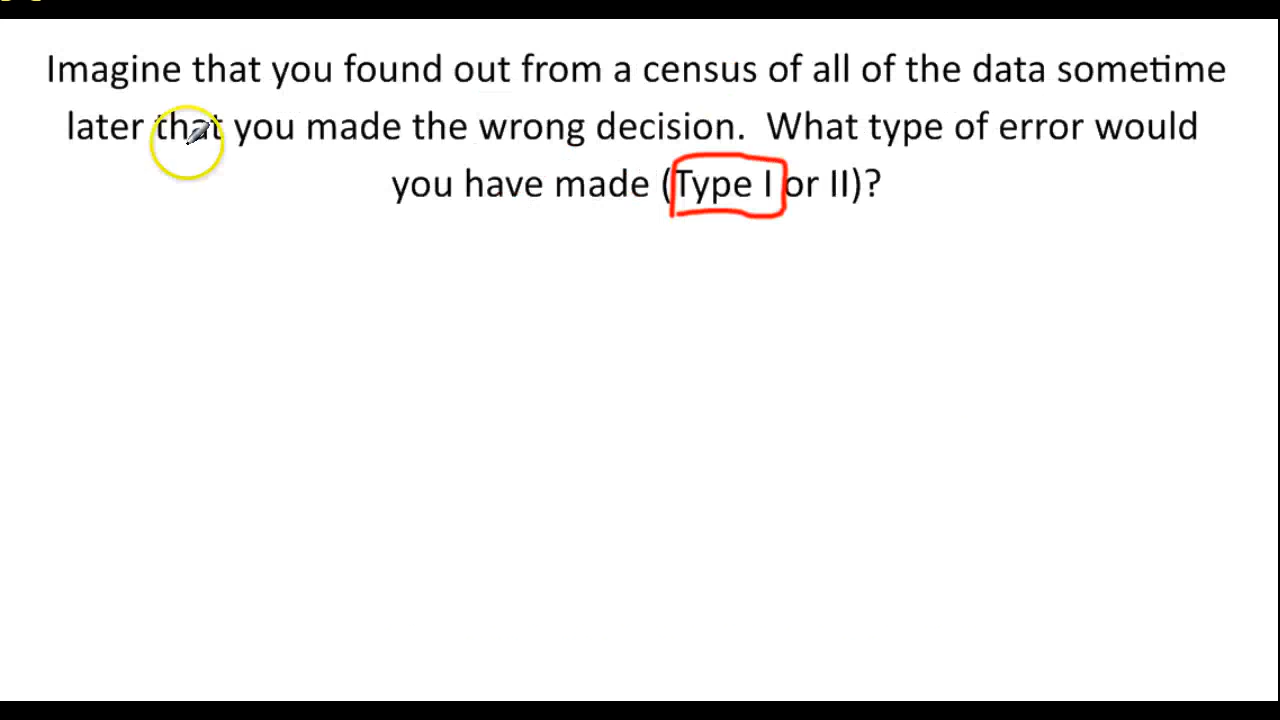 Imagine that you found out from a census of all of the data sometime
later that you made the wrong decision.  What type of error would
you have made (Type I or II)?